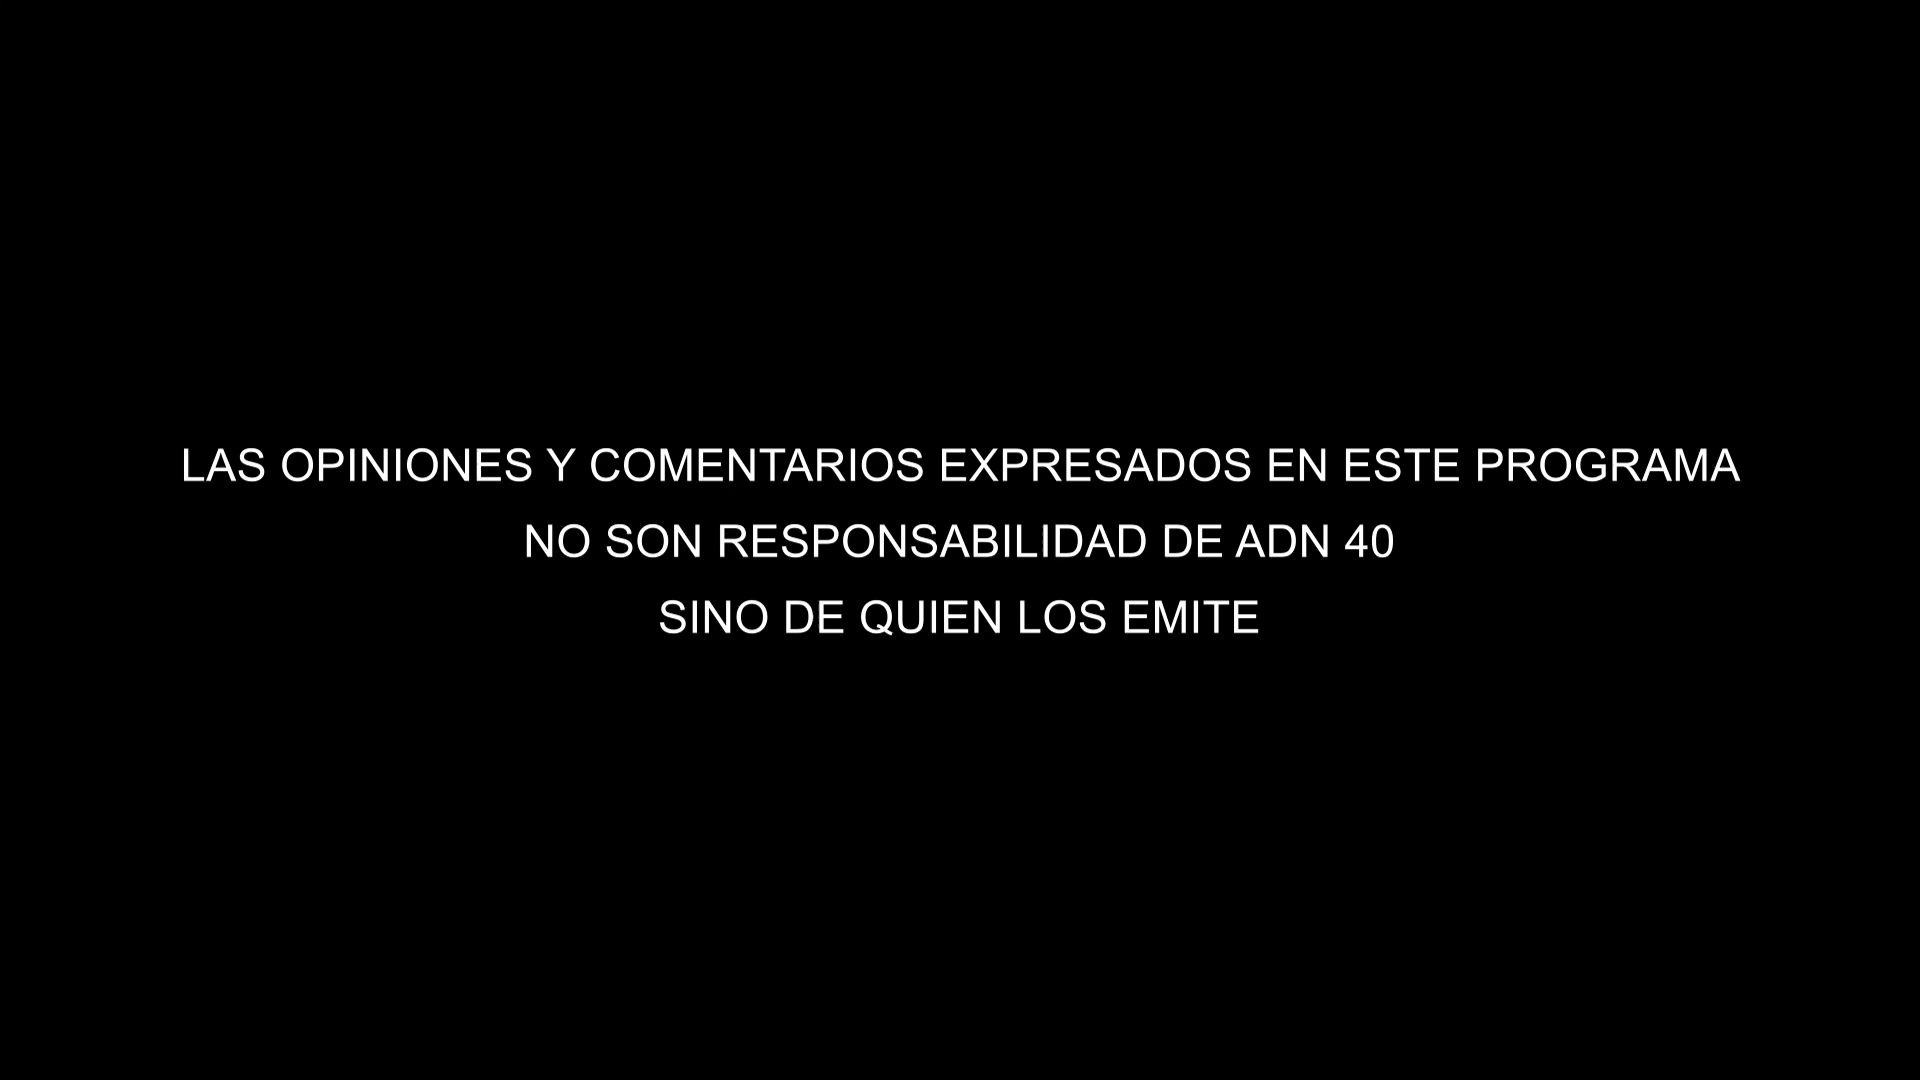 LAS OPINIONES Y COMENTARIOS EXPRESADOS EN ESTE PROGRAMA
NO SON RESPONSABILIDAD DE ADN 40
SINO DE QUIEN LOS EMITE